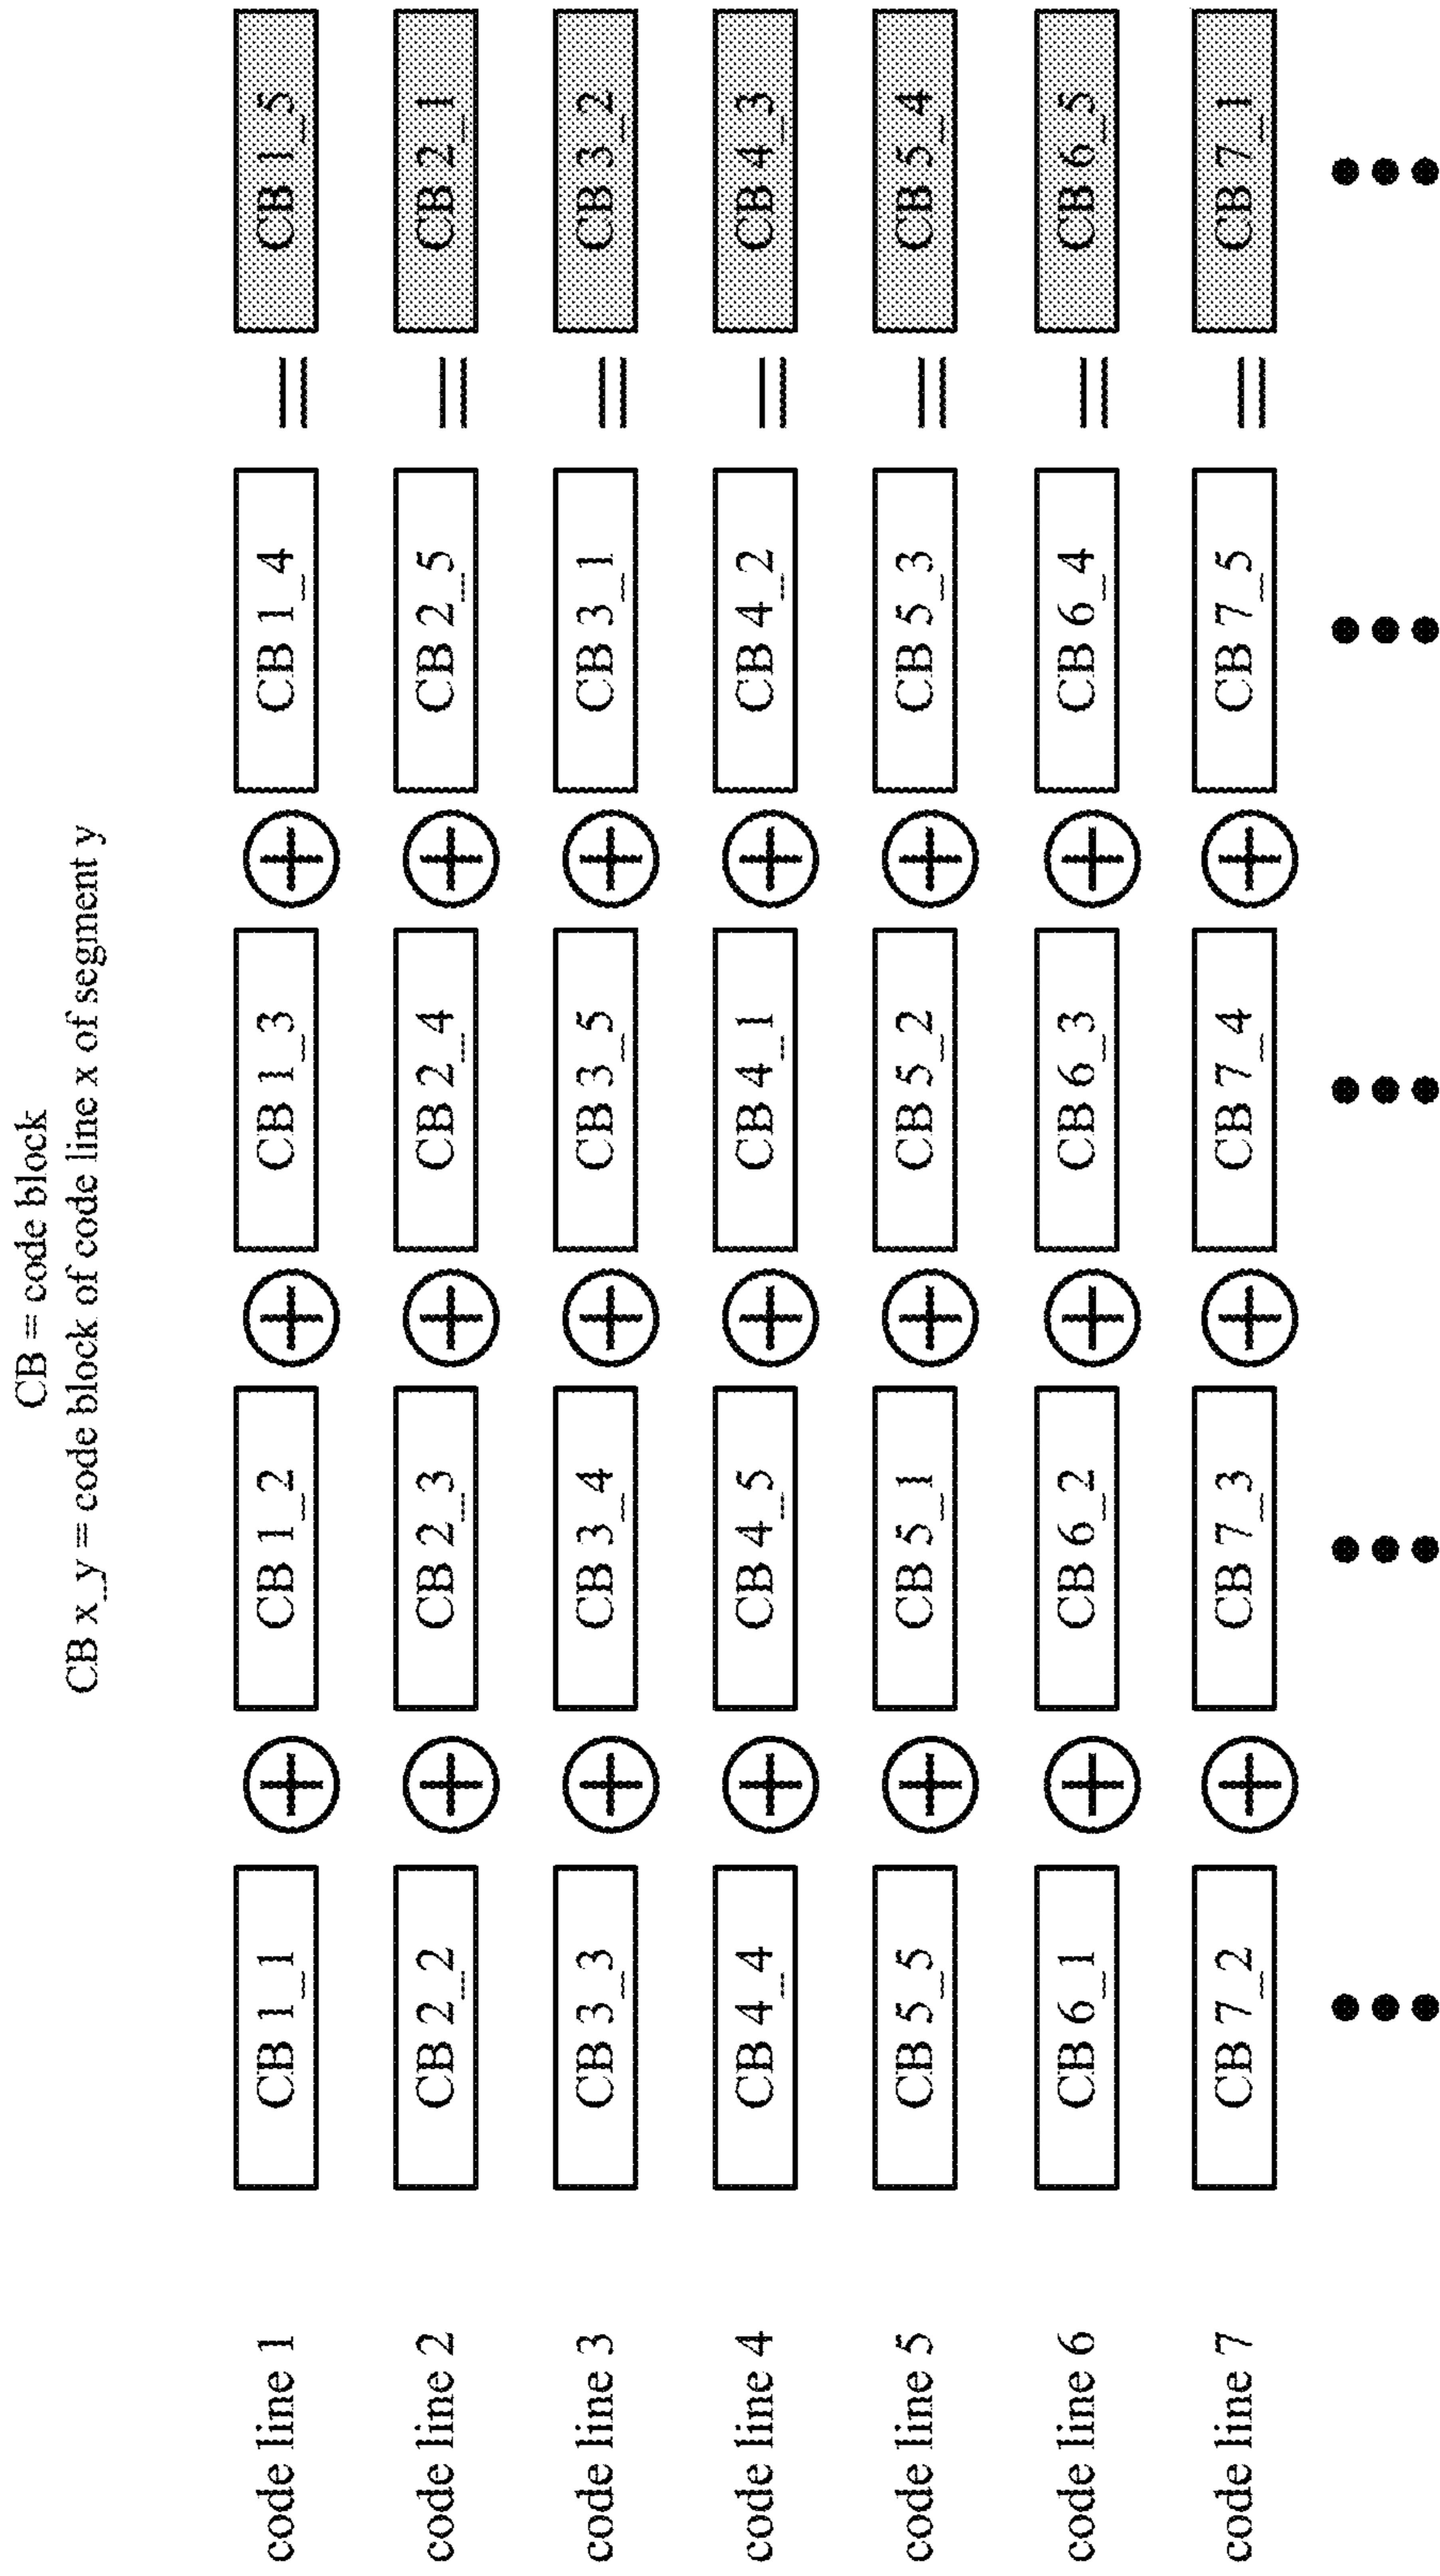 CB = code block
CB x_y = code block of code line x of segment y
code line 1 CB 1_1 ⊕ CB 1_2 ⊕ CB 1_3 ⊕ CB 1_4 = CB 1_5
code line 2 CB 2_2 ⊕ CB 2_3 ⊕ CB 2_4 ⊕ CB 2_5 = CB 2_1
code line 3 CB 3_3 ⊕ CB 3_4 ⊕ CB 3_5 ⊕ CB 3_1 = CB 3_2
code line 4 CB 4_4 ⊕ CB 4_5 ⊕ CB 4_1 ⊕ CB 4_2 = CB 4_3
code line 5 CB 5_5 ⊕ CB 5_1 ⊕ CB 5_2 ⊕ CB 5_3 = CB 5_4
code line 6 CB 6_1 ⊕ CB 6_2 ⊕ CB 6_3 ⊕ CB 6_4 = CB 6_5
code line 7 CB 7_2 ⊕ CB 7_3 ⊕ CB 7_4 ⊕ CB 7_5 = CB 7_1